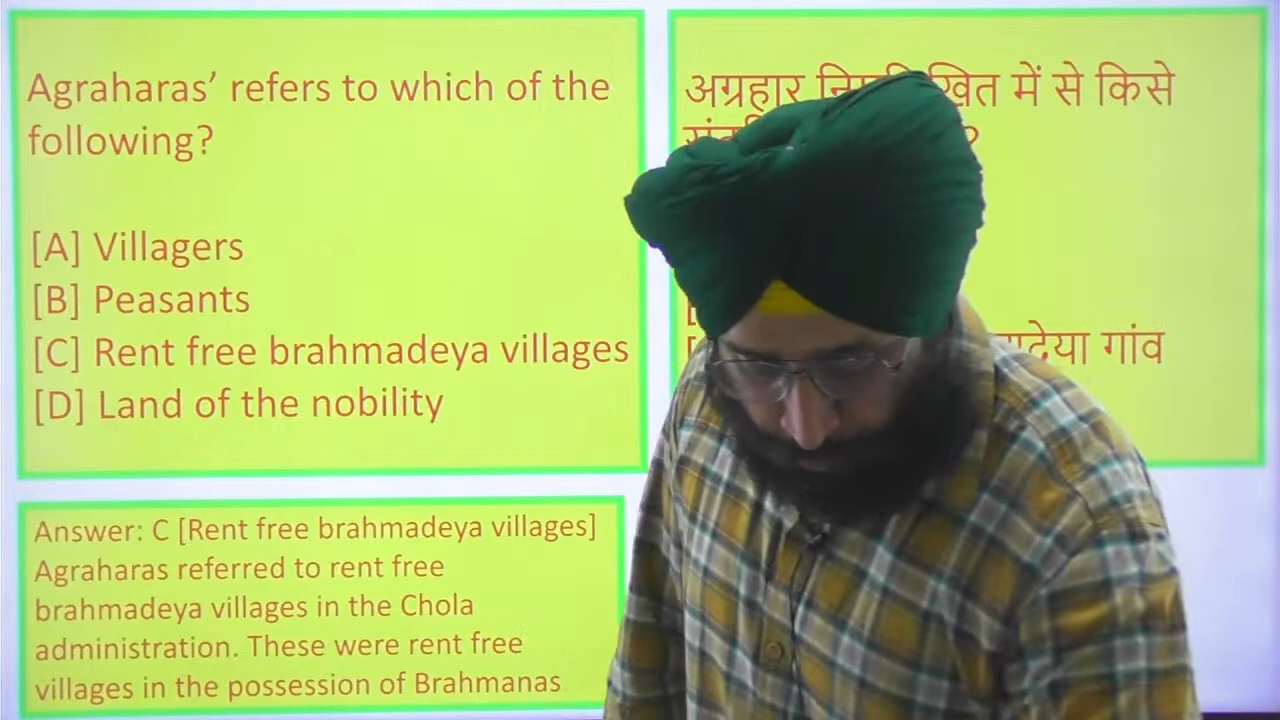 Agraharas’ refers to which of the
following?
[A] Villagers
[B] Peasants
[C] Rent free brahmadeya villages
[D] Land of the nobility
अग्रहार में से किसे
गांव
Answer: C [Rent free brahmadeya villages]
Agraharas referred to rent free
brahmadeya villages in the Chola
administration. These were rent free
villages in the possession of Brahmanas